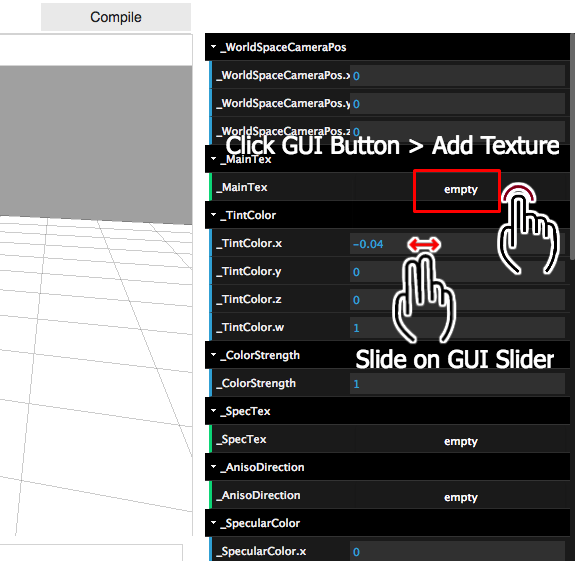 Compile
_WorldSpaceCameraPos
_WorldSpaceCameraPos.x 0
_WorldSpaceCameraPos.y 0
_WorldSpaceCameraPos.z 0
Click GUI Button > Add Texture
_MainTex
_MainTex empty
_TintColor
_TintColor.x -0.04
_TintColor.y 0
_TintColor.z 0
_TintColor.w 1
_ColorStrength
Slide on GUI Slider
_ColorStrength 1
_SpecTex
_SpecTex empty
_AnisoDirection
_AnisoDirection empty
_SpecularColor
_SpecularColor.x 0